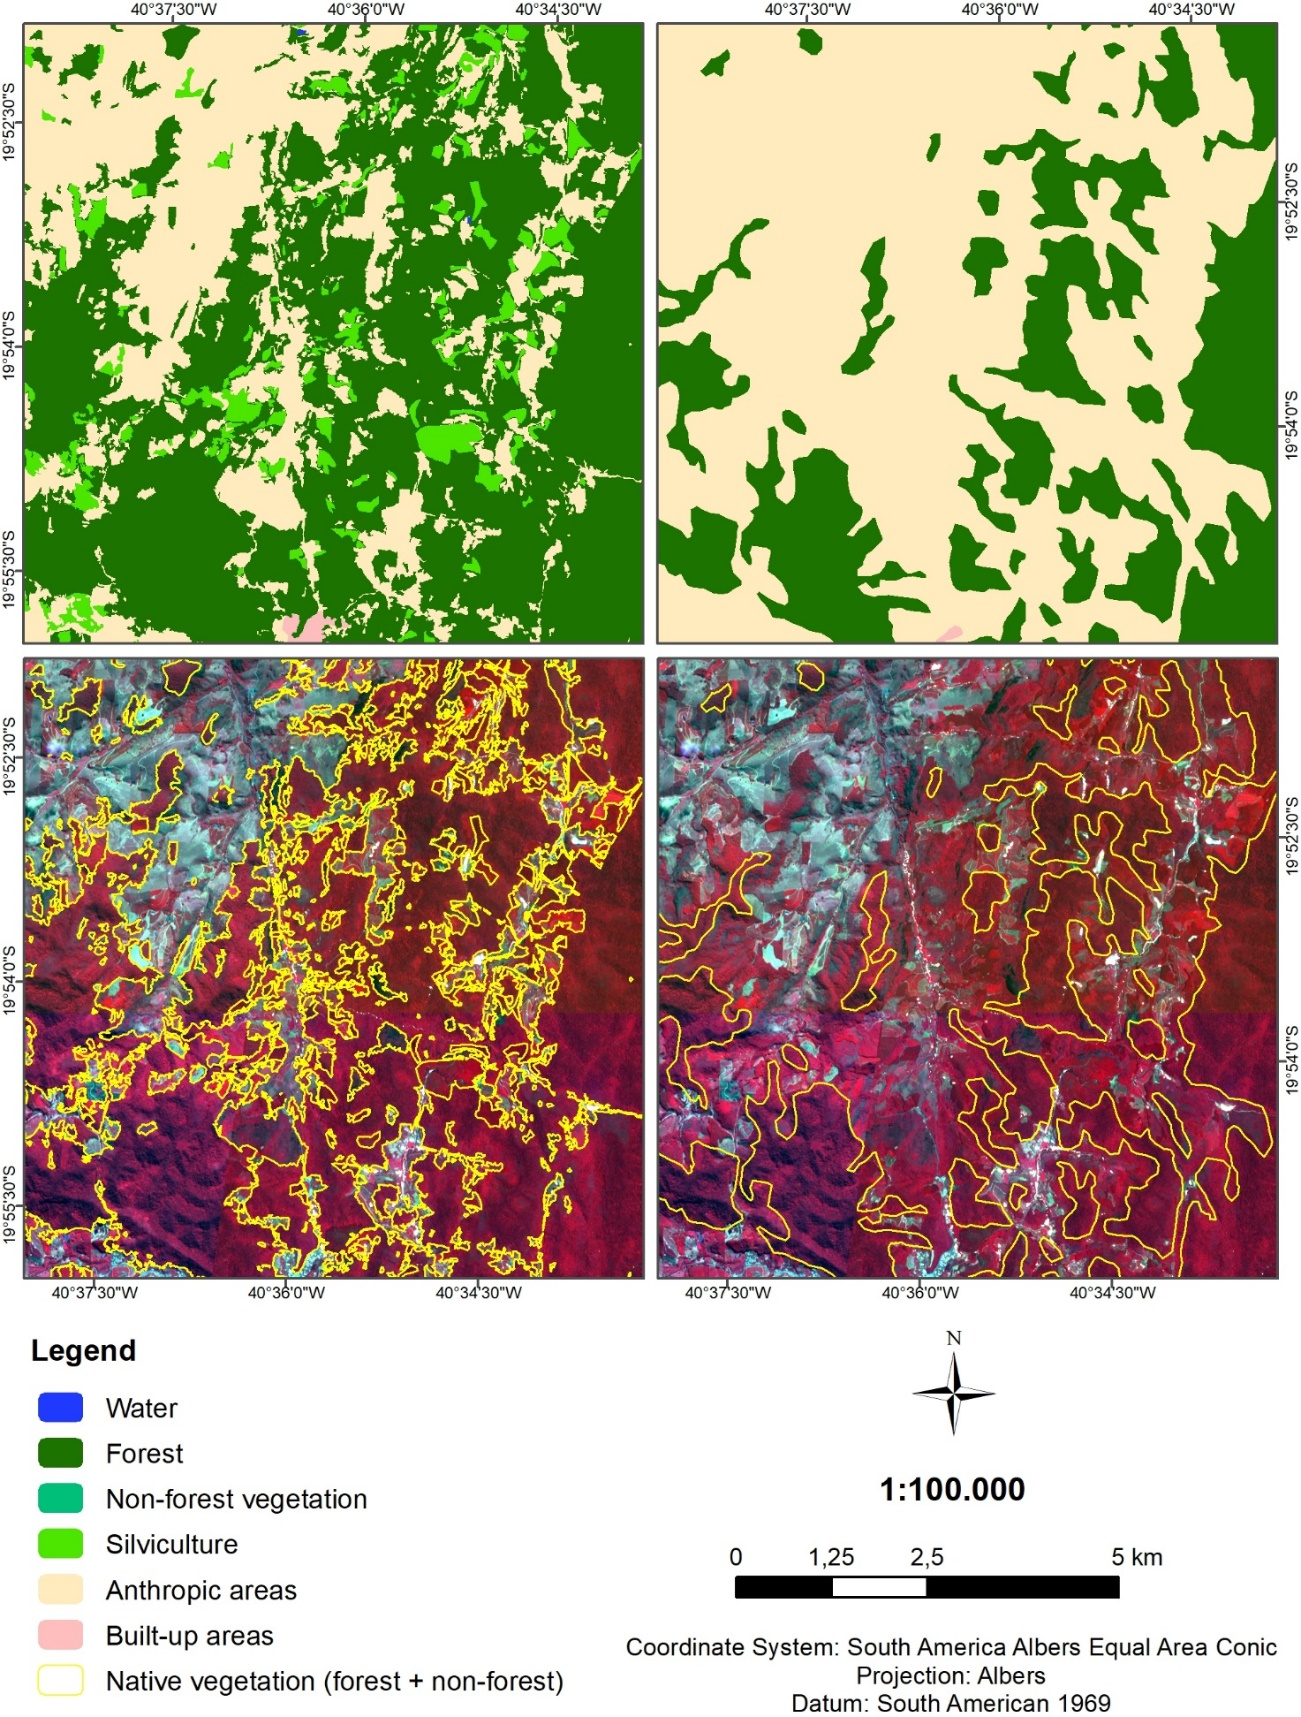 40°37'30"W 40°36'0"W 40°34'30"W 40°37'30"W 40°36'0"W 40°34'30"W
19°52'30"S
19°54'0"S
19°55'30"S
19°52'30"S
19°54'0"S
19°52'30"S
19°54'0"S
19°55'30"S
19°52'30"S
19°54'0"S
40°37'30"W 40°36'0"W 40°34'30"W 40°37'30"W 40°36'0"W 40°34'30"W
Legend
Water
Forest
Non-forest vegetation
Silviculture
Anthropic areas
Built-up areas
Native vegetation (forest + non-forest)
N
1:100.000
0 1,25 2,5 5 km
Coordinate System: South America Albers Equal Area Conic
Projection: Albers
Datum: South American 1969